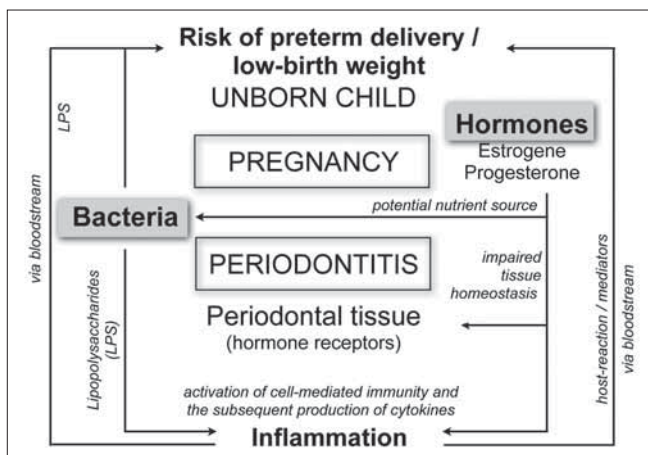 Risk of preterm delivery /
low-birth weight
UNBORN CHILD
LPS
Hormones
Estrogene
Progesterone
PREGNANCY
potential nutrient source
Bacteria
via bloodstream
PERIODONTITIS
impaired
tissue
homeostasis
Periodontal tissue
(hormone receptors)
Lipopolysaccharides
(LPS)
host-reaction / mediators
via bloodstream
activation of cell-mediated immunity and
the subsequent production of cytokines
Inflammation